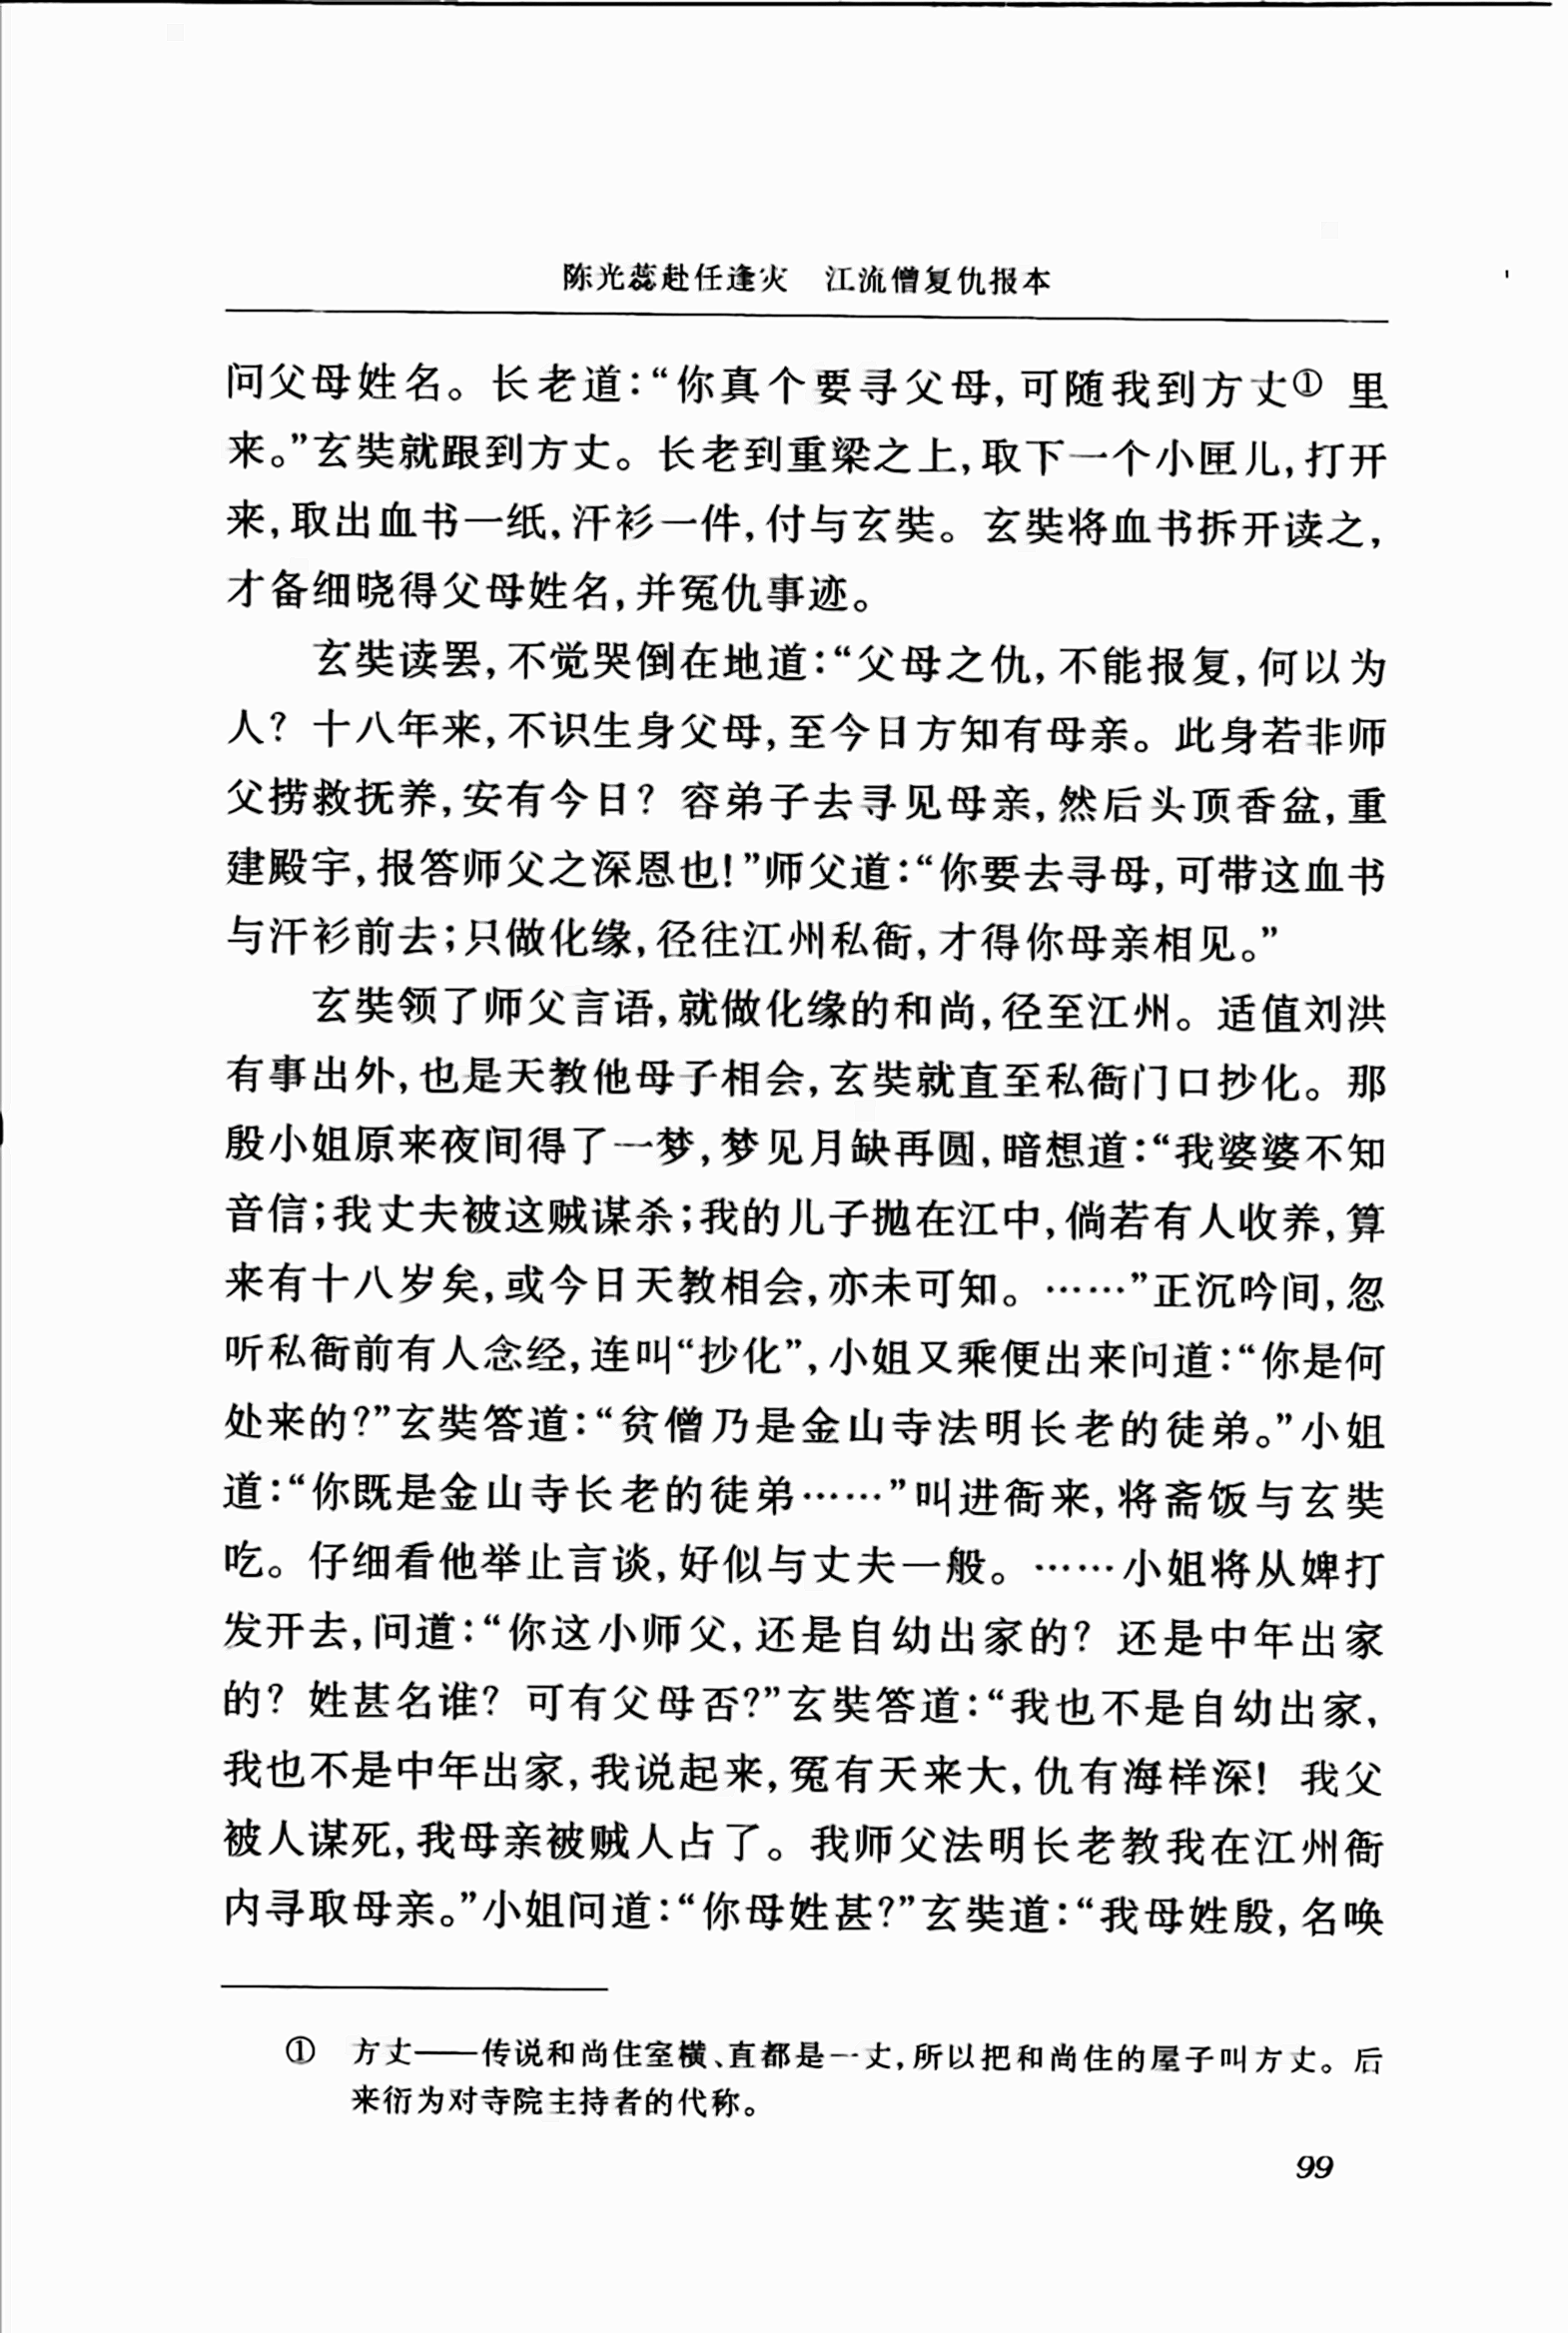 陈光蕊赴任逢灾　江流僧复仇报本
问父母姓名。长老道：“你真个要寻父母，可随我到方丈① 里
来。”玄奘就跟到方丈。长老到重梁之上，取下一个小匣儿，打开
来，取出血书一纸，汗衫一件，付与玄奘。玄奘将血书拆开读之，
才备细晓得父母姓名，并冤仇事迹。
玄奘读罢，不觉哭倒在地道：“父母之仇，不能报复，何以为
人？十八年来，不识生身父母，至今日方知有母亲。此身若非师
父捞救抚养，安有今日？容弟子去寻见母亲，然后头顶香盆，重
建殿宇，报答师父之深恩也！”师父道：“你要去寻母，可带这血书
与汗衫前去；只做化缘，径往江州私衙，才得你母亲相见。”
玄奘领了师父言语，就做化缘的和尚，径至江州。适值刘洪
有事出外，也是天教他母子相会，玄奘就直至私衙门口抄化。那
殷小姐原来夜间得了一梦，梦见月缺再圆，暗想道：“我婆婆不知
音信；我丈夫被这贼谋杀；我的儿子抛在江中，倘若有人收养，算
来有十八岁矣，或今日天教相会，亦未可知。……”正沉吟间，忽
听私衙前有人念经，连叫“抄化”，小姐又乘便出来问道：“你是何
处来的？”玄奘答道：“贫僧乃是金山寺法明长老的徒弟。”小姐
道：“你既是金山寺长老的徒弟……”叫进衙来，将斋饭与玄奘
吃。仔细看他举止言谈，好似与丈夫一般。……小姐将从婢打
发开去，问道：“你这小师父，还是自幼出家的？还是中年出家
的？姓甚名谁？可有父母否？”玄奘答道：“我也不是自幼出家，
我也不是中年出家，我说起来，冤有天来大，仇有海样深！我父
被人谋死，我母亲被贼人占了。我师父法明长老教我在江州衙
内寻取母亲。”小姐问道：“你母姓甚？”玄奘道：“我母姓殷，名唤
①　方丈——传说和尚住室横、直都是一丈，所以把和尚住的屋子叫方丈。后
来衍为对寺院主持者的代称。
99